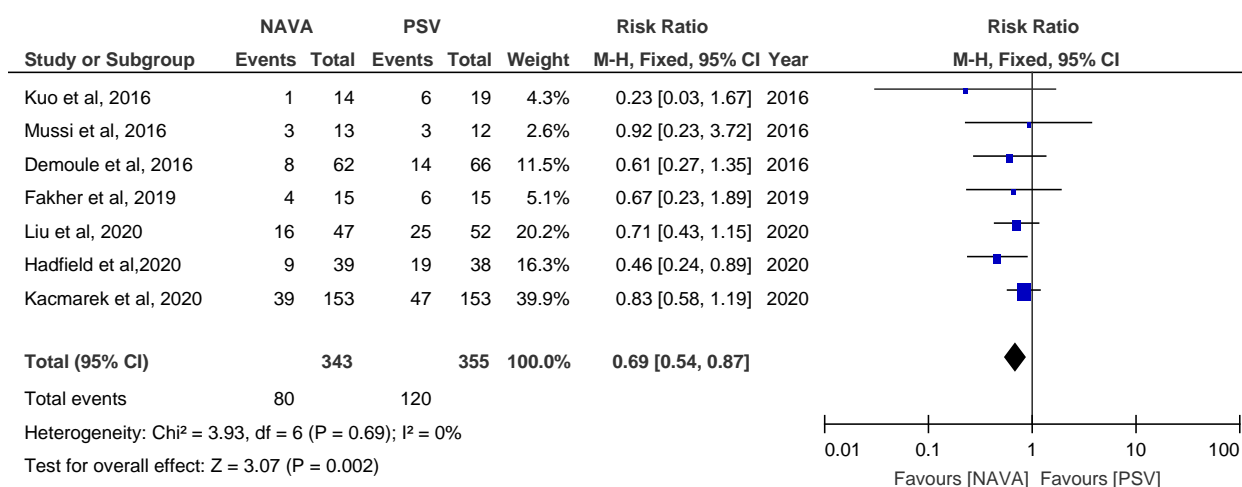 NAVA PSV Risk Ratio Risk Ratio
Study or Subgroup Events Total Events Total Weight M-H, Fixed, 95% CI Year M-H, Fixed, 95% CI
Kuo et al, 2016 1 14 6 19 4.3% 0.23 [0.03, 1.67] 2016
Mussi et al, 2016 3 13 3 12 2.6% 0.92 [0.23, 3.72] 2016
Demoule et al, 2016 8 62 14 66 11.5% 0.61 [0.27, 1.35] 2016
Fakher et al, 2019 4 15 6 15 5.1% 0.67 [0.23, 1.89] 2019
Liu et al, 2020 16 47 25 52 20.2% 0.71 [0.43, 1.15] 2020
Hadfield et al,2020 9 39 19 38 16.3% 0.46 [0.24, 0.89] 2020
Kacmarek et al, 2020 39 153 47 153 39.9% 0.83 [0.58, 1.19] 2020
Total (95% CI) 343 355 100.0% 0.69 [0.54, 0.87]
Total events 80 120
Heterogeneity: Chi² = 3.93, df = 6 (P = 0.69); I² = 0%
Test for overall effect: Z = 3.07 (P = 0.002)
0.01 0.1 1 10 100
Favours [NAVA] Favours [PSV]